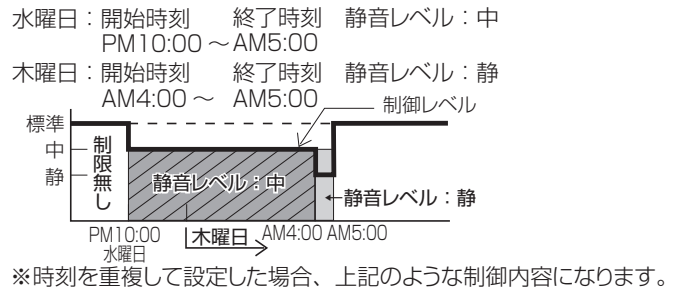 水曜日：開始時刻　終了時刻　静音レベル：中
PM10:00 ～AM5:00
木曜日：開始時刻　終了時刻　静音レベル：静
AM4:00 ～ AM5:00
制御レベル
標準
中
静
制限無し
静音レベル：中
←静音レベル：静
PM10:00
水曜日
木曜日
AM4:00 AM5:00
※時刻を重複して設定した場合、上記のような制御内容になります。